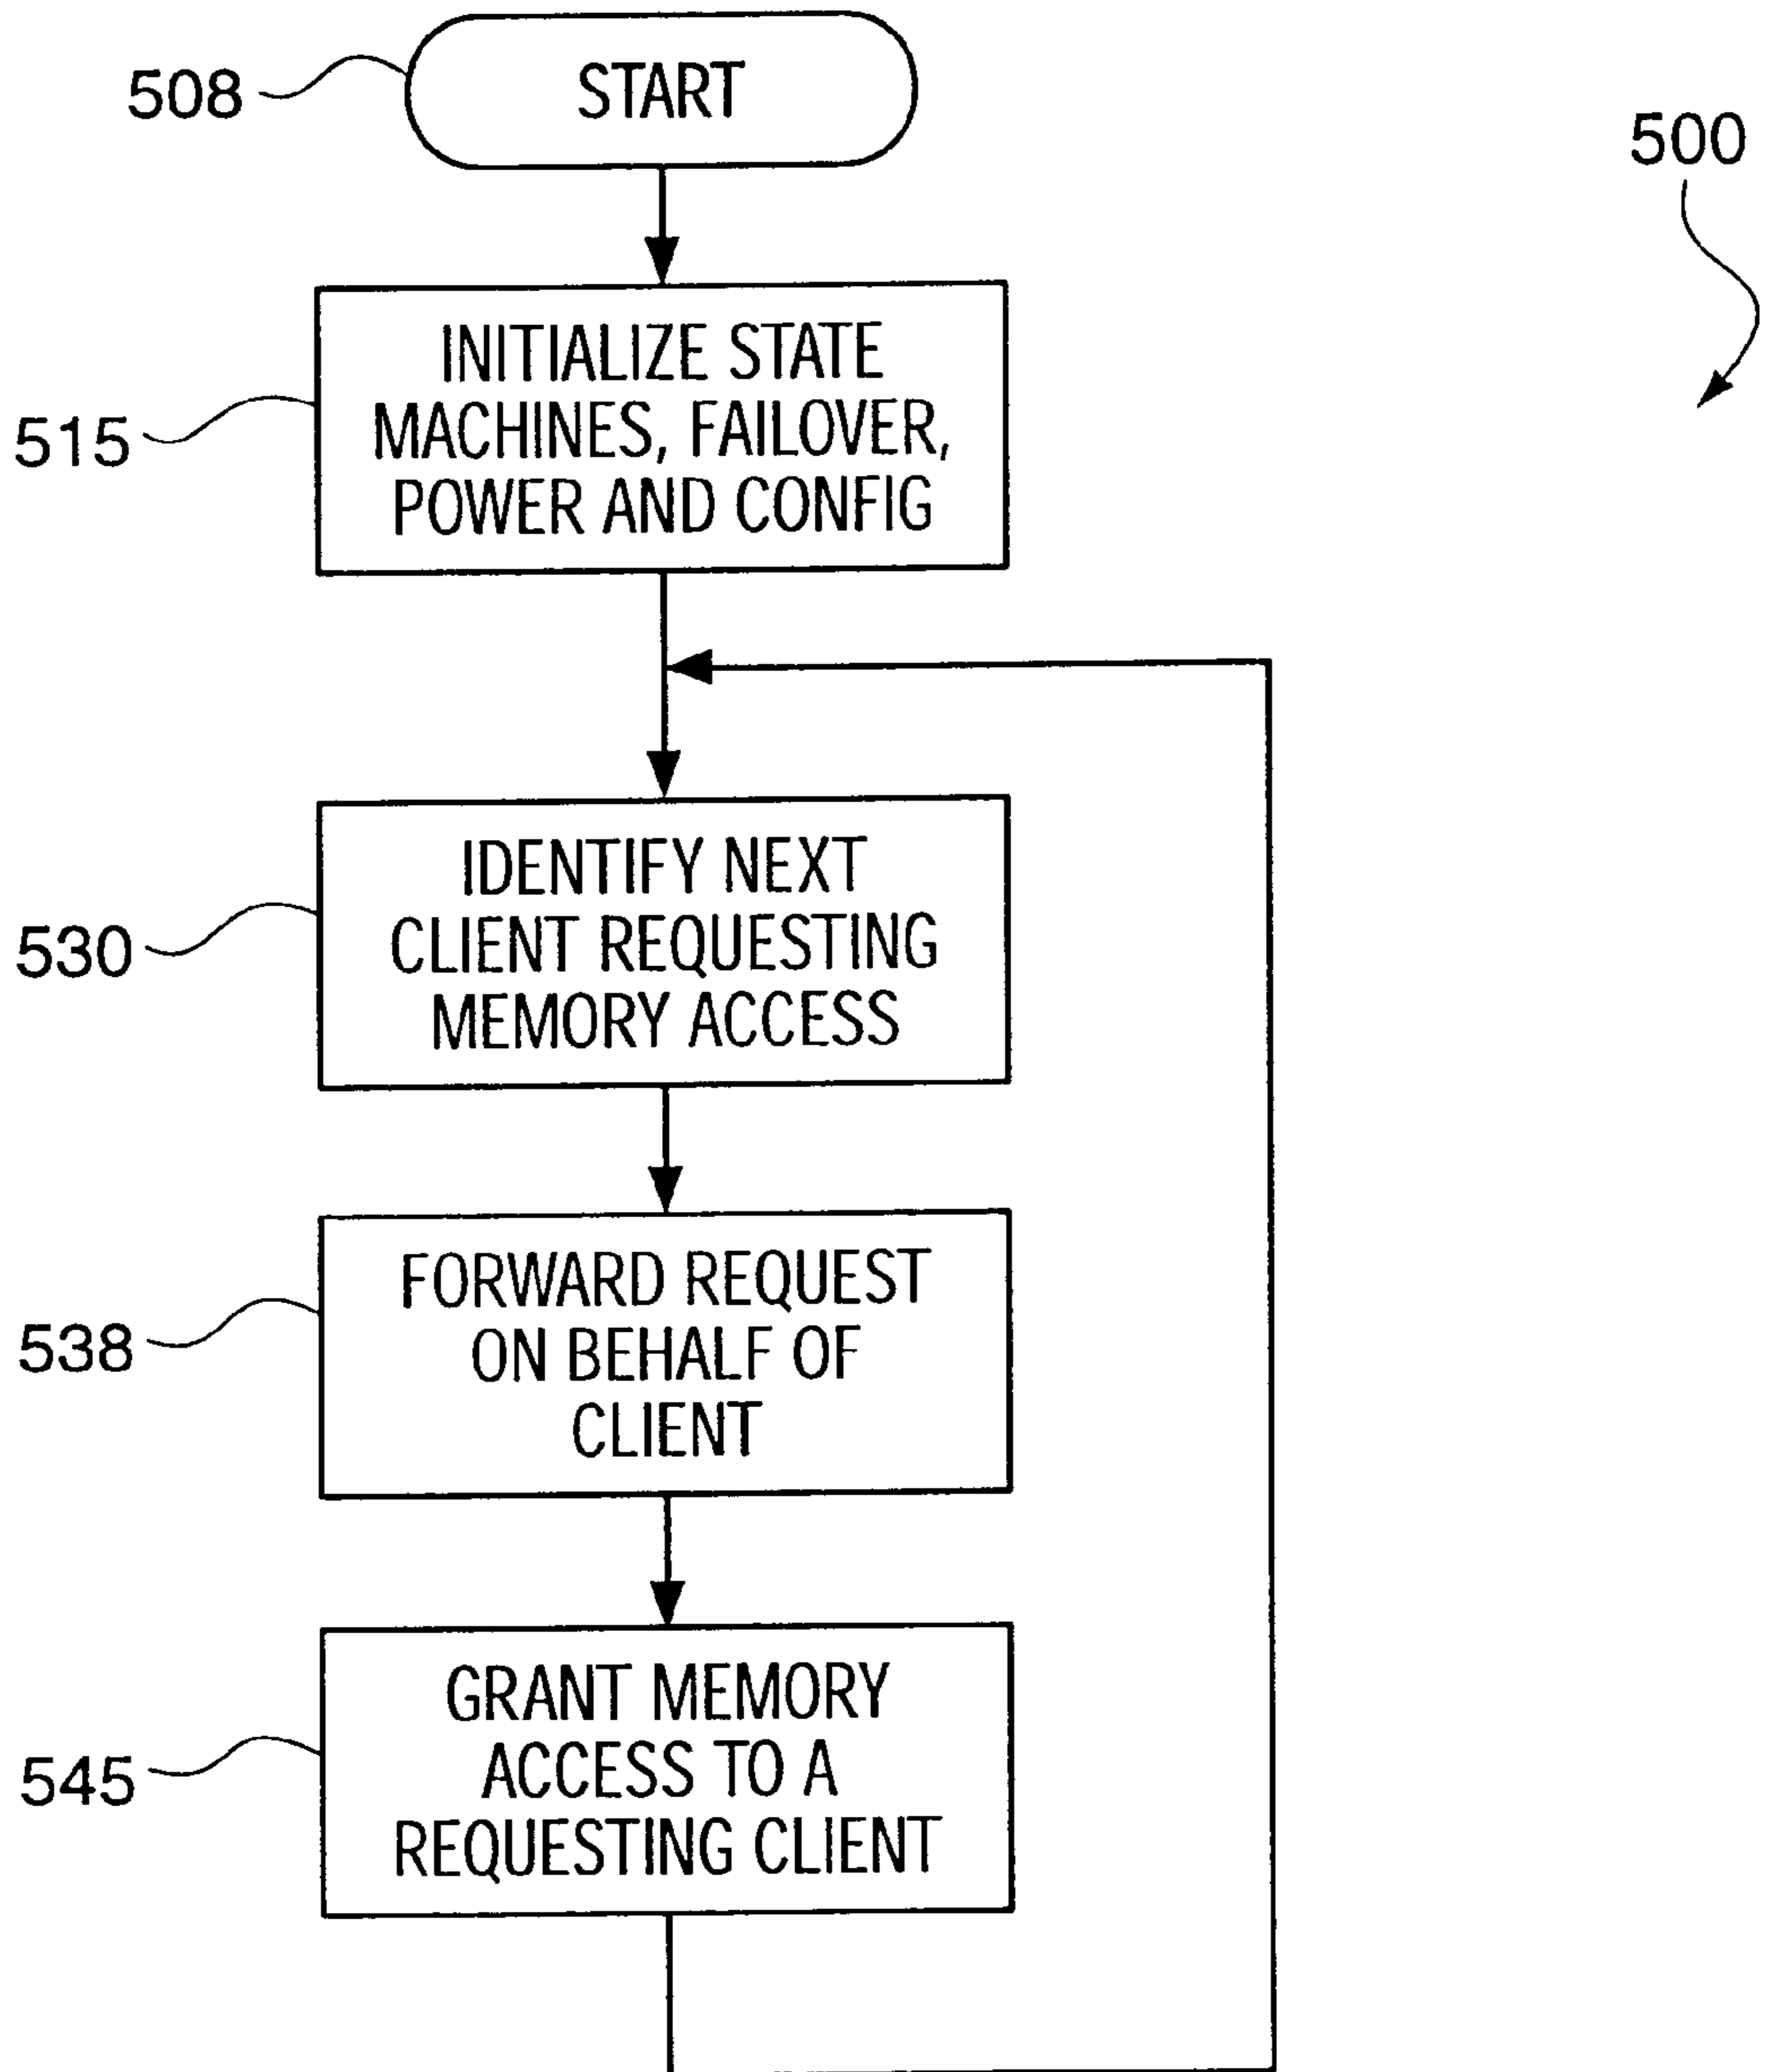 508
START
500
INITIALIZE STATE
MACHINES, FAILOVER,
POWER AND CONFIG
515
IDENTIFY NEXT
CLIENT REQUESTING
MEMORY ACCESS
530
FORWARD REQUEST
ON BEHALF OF
CLIENT
538
GRANT MEMORY
ACCESS TO A
REQUESTING CLIENT
545